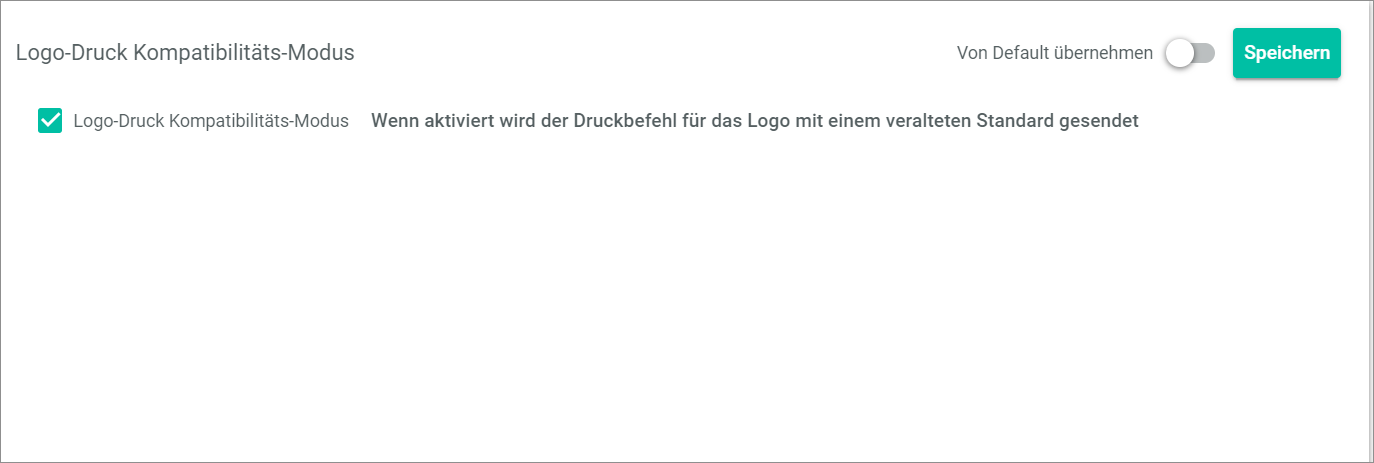 Logo-Druck Kompatibilitäts-Modus
Von Default übernehmen
Speichern
Logo-Druck Kompatibilitäts-Modus
Wenn aktiviert wird der Druckbefehl für das Logo mit einem veralteten Standard gesendet